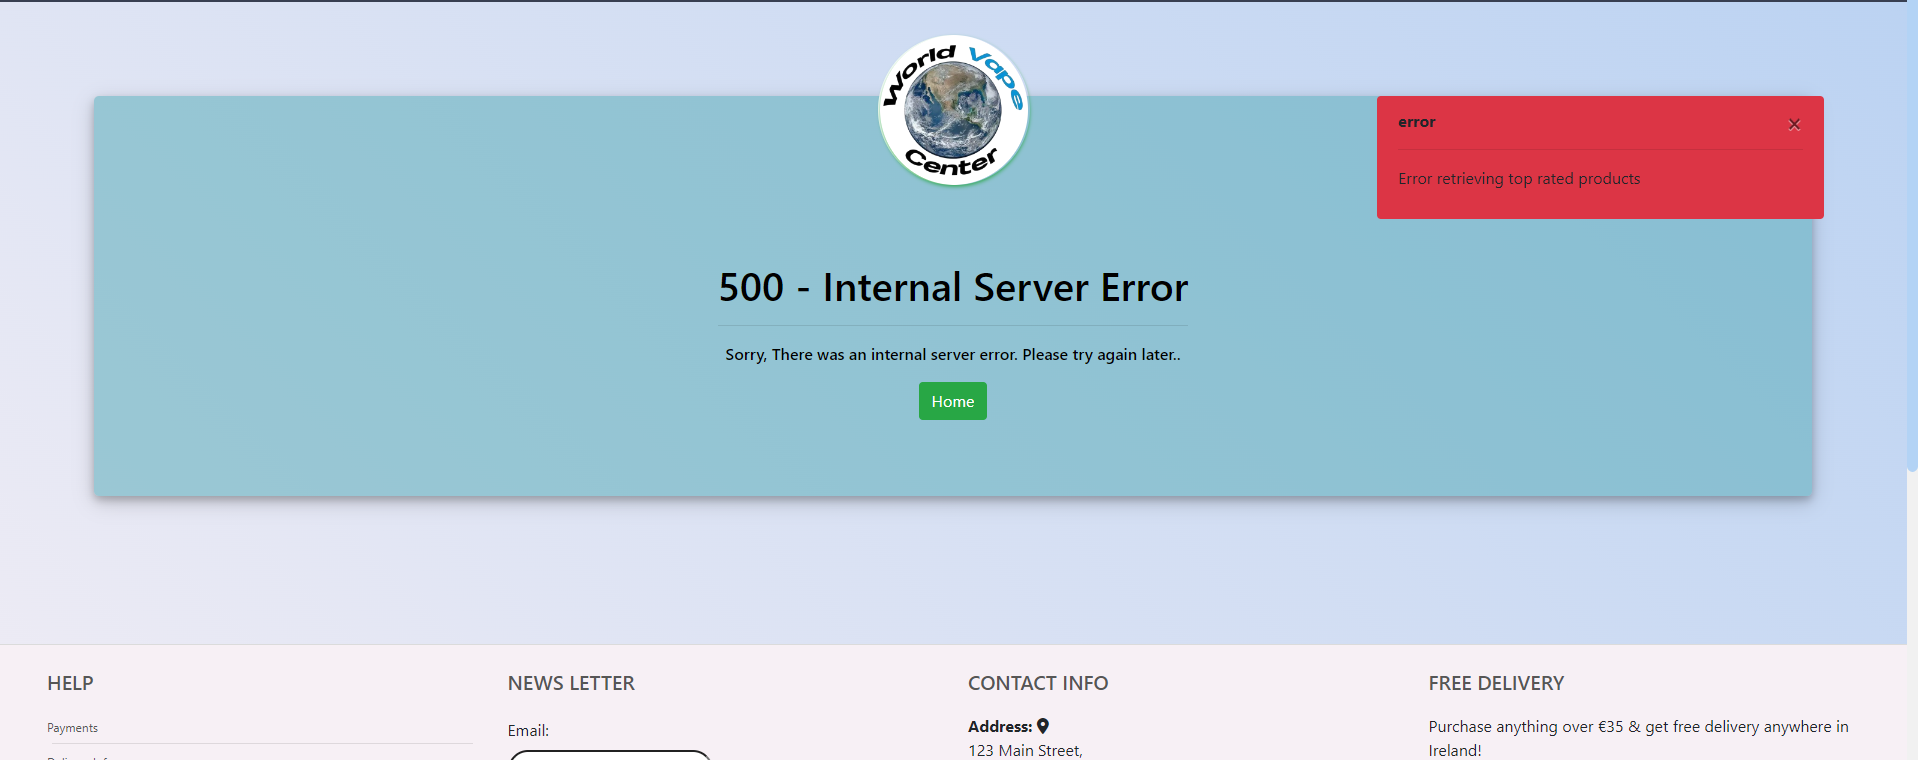 World Vape
Center
error
×
Error retrieving top rated products
500 - Internal Server Error
Sorry, There was an internal server error. Please try again later..
Home
HELP
Payments
NEWS LETTER
Email:
CONTACT INFO
Address:
123 Main Street,
FREE DELIVERY
Purchase anything over €35 & get free delivery anywhere in
Ireland!